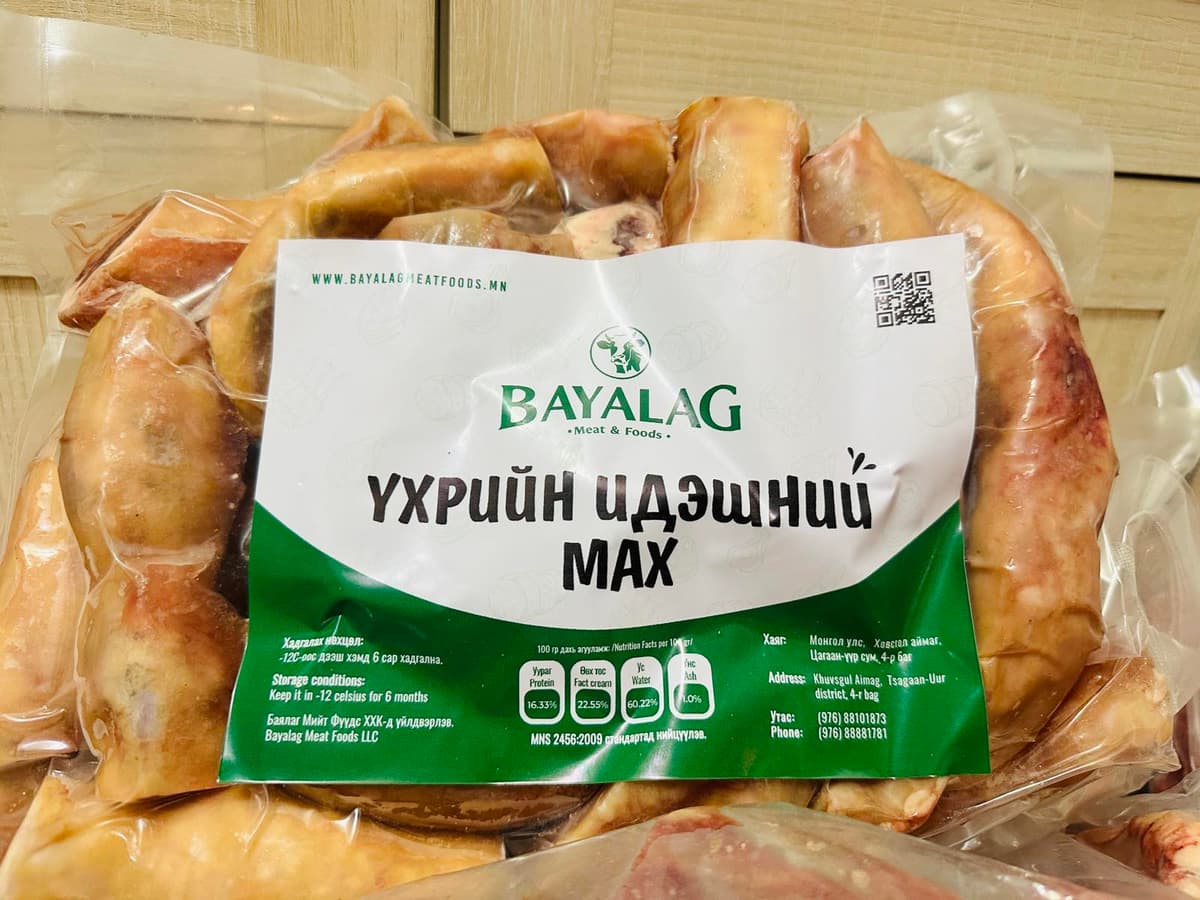 WWW.BAYALAGMEATFOODS.MN
BAYALAG
• Meat & Foods •
ҮХРИЙН ИДЭШНИЙ
МАХ
Хадгалах нөхцөл:
-12С-оос дээш хэмд 6 сар хадгална.
Storage conditions:
Keep it in -12 celsius for 6 months
Баялаг Мийт Фүүдс ХХК-д үйлдвэрлэв.
Bayalag Meat Foods LLC
100 гр дахь агууламж: /Nutrition Facts per 100 gr/
Уураг
Protein
16.33%
Өөх тос
Fact cream
22.55%
Ус
Water
60.22%
Үнс
Ash
1.0%
MNS 2456:2009 стандартад нийцүүлэв.
Хаяг: Монгол улс, Хөвсгөл аймаг,
Цагаан-үүр сум, 4-р баг
Address: Khuvsgul Aimag, Tsagaan-Uur
district, 4-r bag
Утас: (976) 88101873
Phone: (976) 88881781